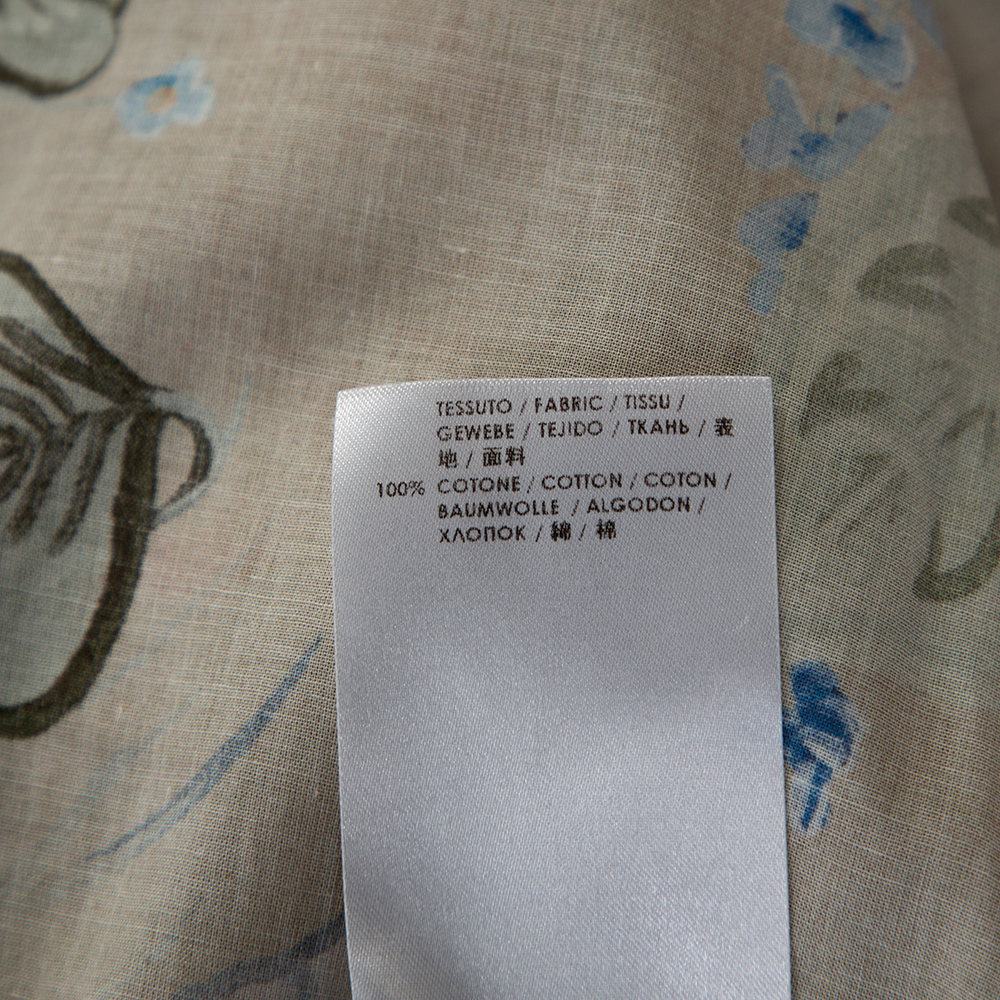 TESSUTO / FABRIC / TISSU /
GEWEBE / TEJIDO / ТКАНЬ / 表
地 / 面料
100% COTONE / COTTON / COTON /
BAUMWOLLE / ALGODON /
ХЛОПОК / 綿 / 棉